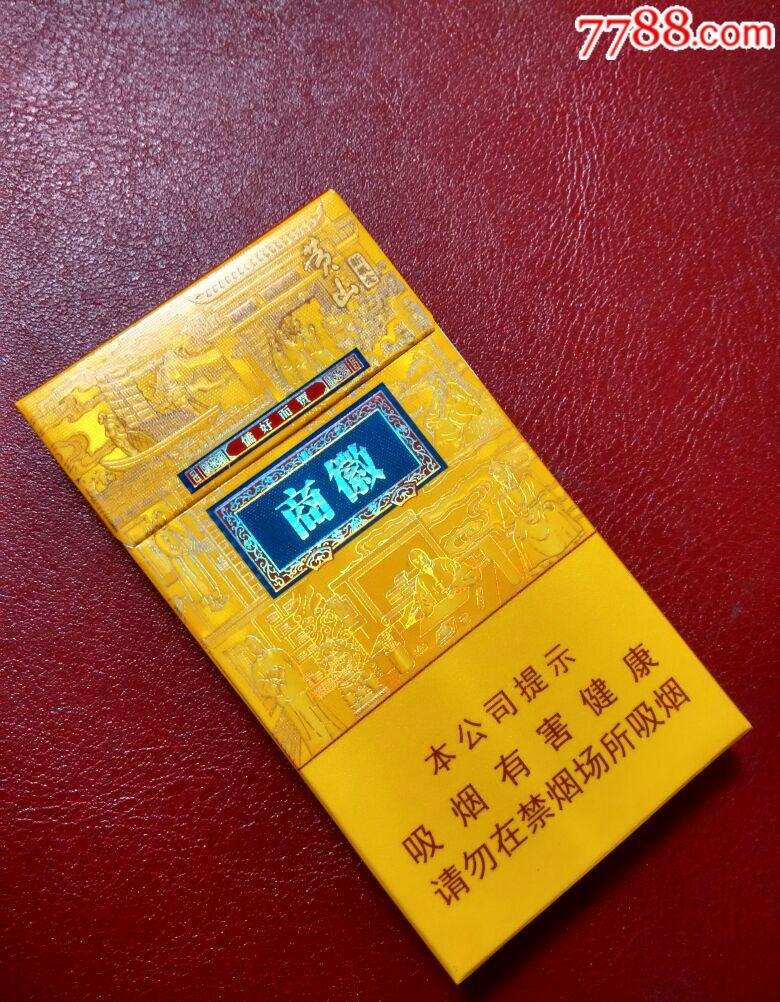 7788.com
黄山
儒好而贾
商徽
本公司提示
吸烟有害健康
请勿在禁烟场所吸烟